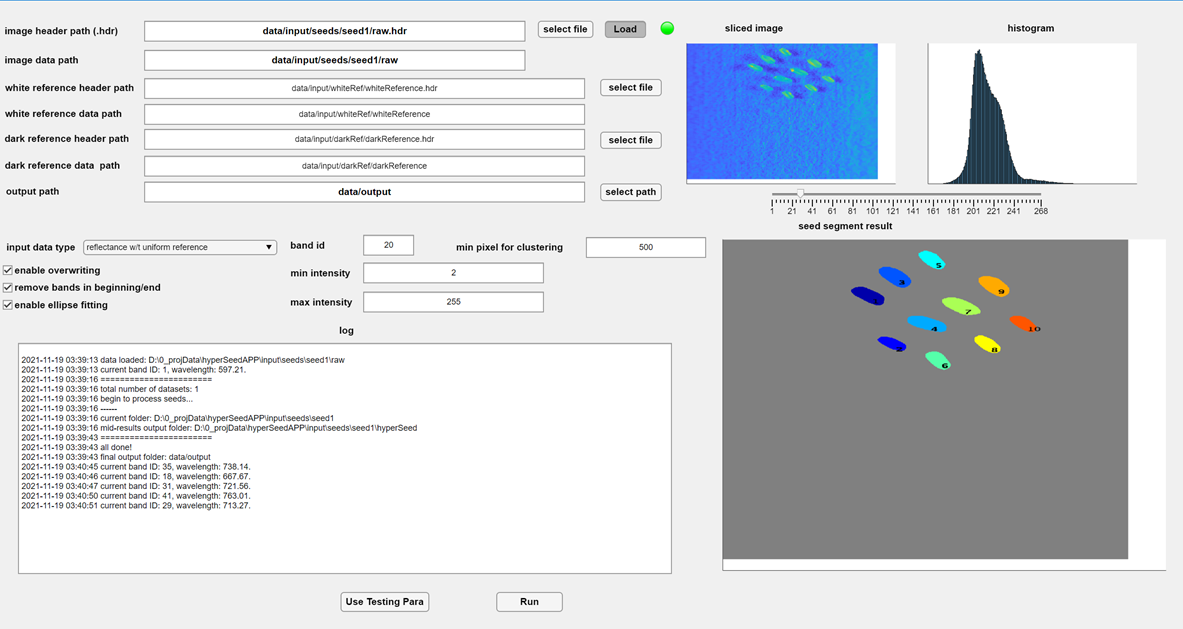 image header path (.hdr) data/input/seeds/seed1/raw.hdr select file Load
image data path data/input/seeds/seed1/raw
white reference header path data/input/whiteRef/whiteReference.hdr select file
white reference data path data/input/whiteRef/whiteReference
dark reference header path data/input/darkRef/darkReference.hdr select file
dark reference data path data/input/darkRef/darkReference
output path data/output select path
sliced image
histogram
1 21 41 61 81 101 121 141 161 181 201 221 241 268
input data type reflectance w/t uniform reference
band id 20
min pixel for clustering 500
enable overwriting
remove bands in beginning/end
enable ellipse fitting
min intensity 2
max intensity 255
log
2021-11-19 03:39:13 data loaded: D:\0_projData\hyperSeedAPP\input\seeds\seed1\raw
2021-11-19 03:39:13 current band ID: 1, wavelength: 597.21.
2021-11-19 03:39:16 =======================
2021-11-19 03:39:16 total number of datasets: 1
2021-11-19 03:39:16 begin to process seeds...
2021-11-19 03:39:16 ------
2021-11-19 03:39:16 current folder: D:\0_projData\hyperSeedAPP\input\seeds\seed1
2021-11-19 03:39:16 mid-results output folder: D:\0_projData\hyperSeedAPP\input\seeds\seed1\hyperSeed
2021-11-19 03:39:43 =======================
2021-11-19 03:39:43 all done!
2021-11-19 03:39:43 final output folder: data/output
2021-11-19 03:40:45 current band ID: 35, wavelength: 738.14.
2021-11-19 03:40:46 current band ID: 18, wavelength: 667.67.
2021-11-19 03:40:47 current band ID: 31, wavelength: 721.56.
2021-11-19 03:40:50 current band ID: 41, wavelength: 763.01.
2021-11-19 03:40:51 current band ID: 29, wavelength: 713.27.
seed segment result
5
3
9
7
4
10
8
6
Use Testing Para Run